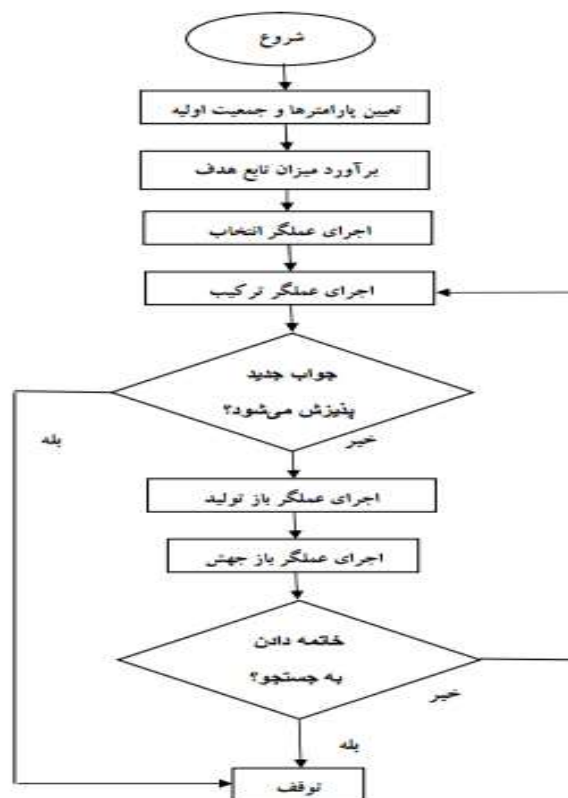 شروع
تعیین پارامترها و جمعیت اولیه
برآورد میزان تابع هدف
اجرای عملگر انتخاب
اجرای عملگر ترکیب
جواب جدید
پذیزش می‌شود؟
بله
خیر
اجرای عملگر باز تولید
اجرای عملگر باز جهش
خاتمه دادن
به جستجو؟
خیر
بله
توقف